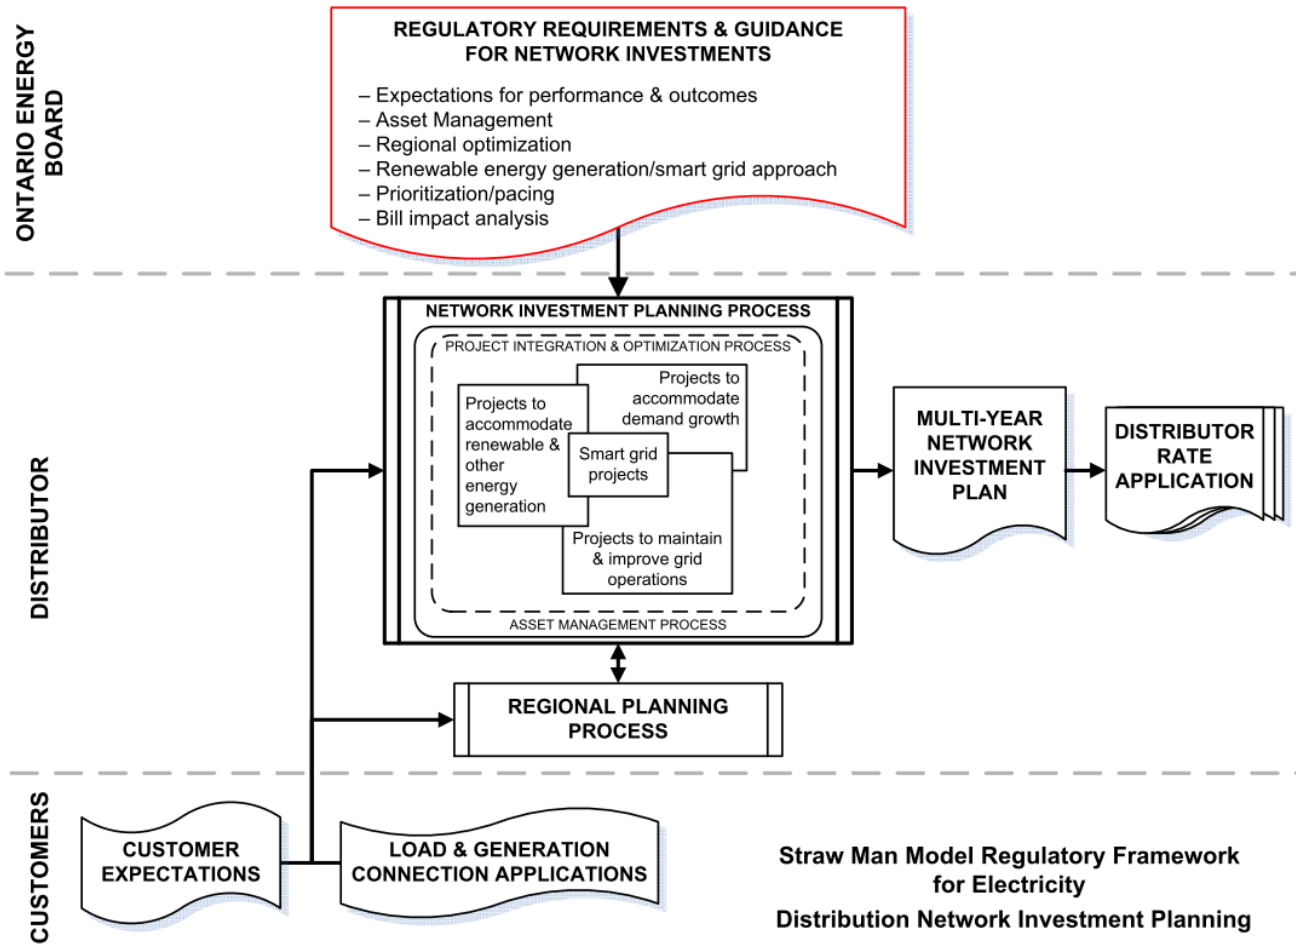 ONTARIO ENERGY
BOARD
REGULATORY REQUIREMENTS & GUIDANCE
FOR NETWORK INVESTMENTS
– Expectations for performance & outcomes
– Asset Management
– Regional optimization
– Renewable energy generation/smart grid approach
– Prioritization/pacing
– Bill impact analysis
DISTRIBUTOR
NETWORK INVESTMENT PLANNING PROCESS
PROJECT INTEGRATION & OPTIMIZATION PROCESS
Projects to
accommodate
renewable &
other
energy
generation
Projects to
accommodate
demand growth
Smart grid
projects
Projects to maintain
& improve grid
operations
ASSET MANAGEMENT PROCESS
MULTI-YEAR
NETWORK
INVESTMENT
PLAN
DISTRIBUTOR
RATE
APPLICATION
REGIONAL PLANNING
PROCESS
CUSTOMERS
CUSTOMER
EXPECTATIONS
LOAD & GENERATION
CONNECTION APPLICATIONS
Straw Man Model Regulatory Framework
for Electricity
Distribution Network Investment Planning